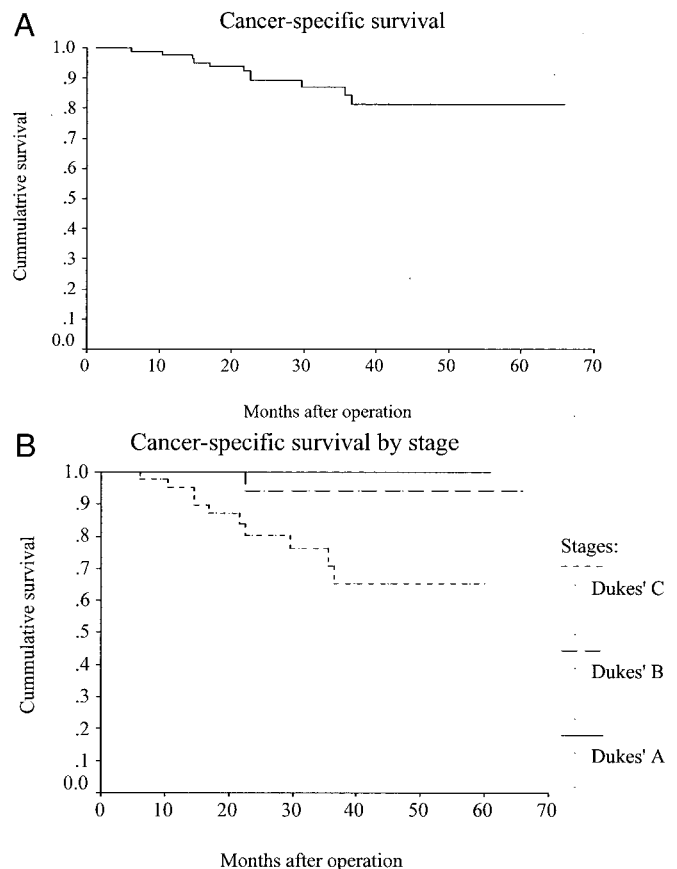 A
Cancer-specific survival
Cummulatrive survival
1.0
.9
.8
.7
.6
.5
.4
.3
.2
.1
0.0
0 10 20 30 40 50 60 70
Months after operation
B
Cancer-specific survival by stage
Cummulative survival
1.0
.9
.8
.7
.6
.5
.4
.3
.2
.1
0.0
0 10 20 30 40 50 60 70
Months after operation
Stages:
Dukes' C
Dukes' B
Dukes' A